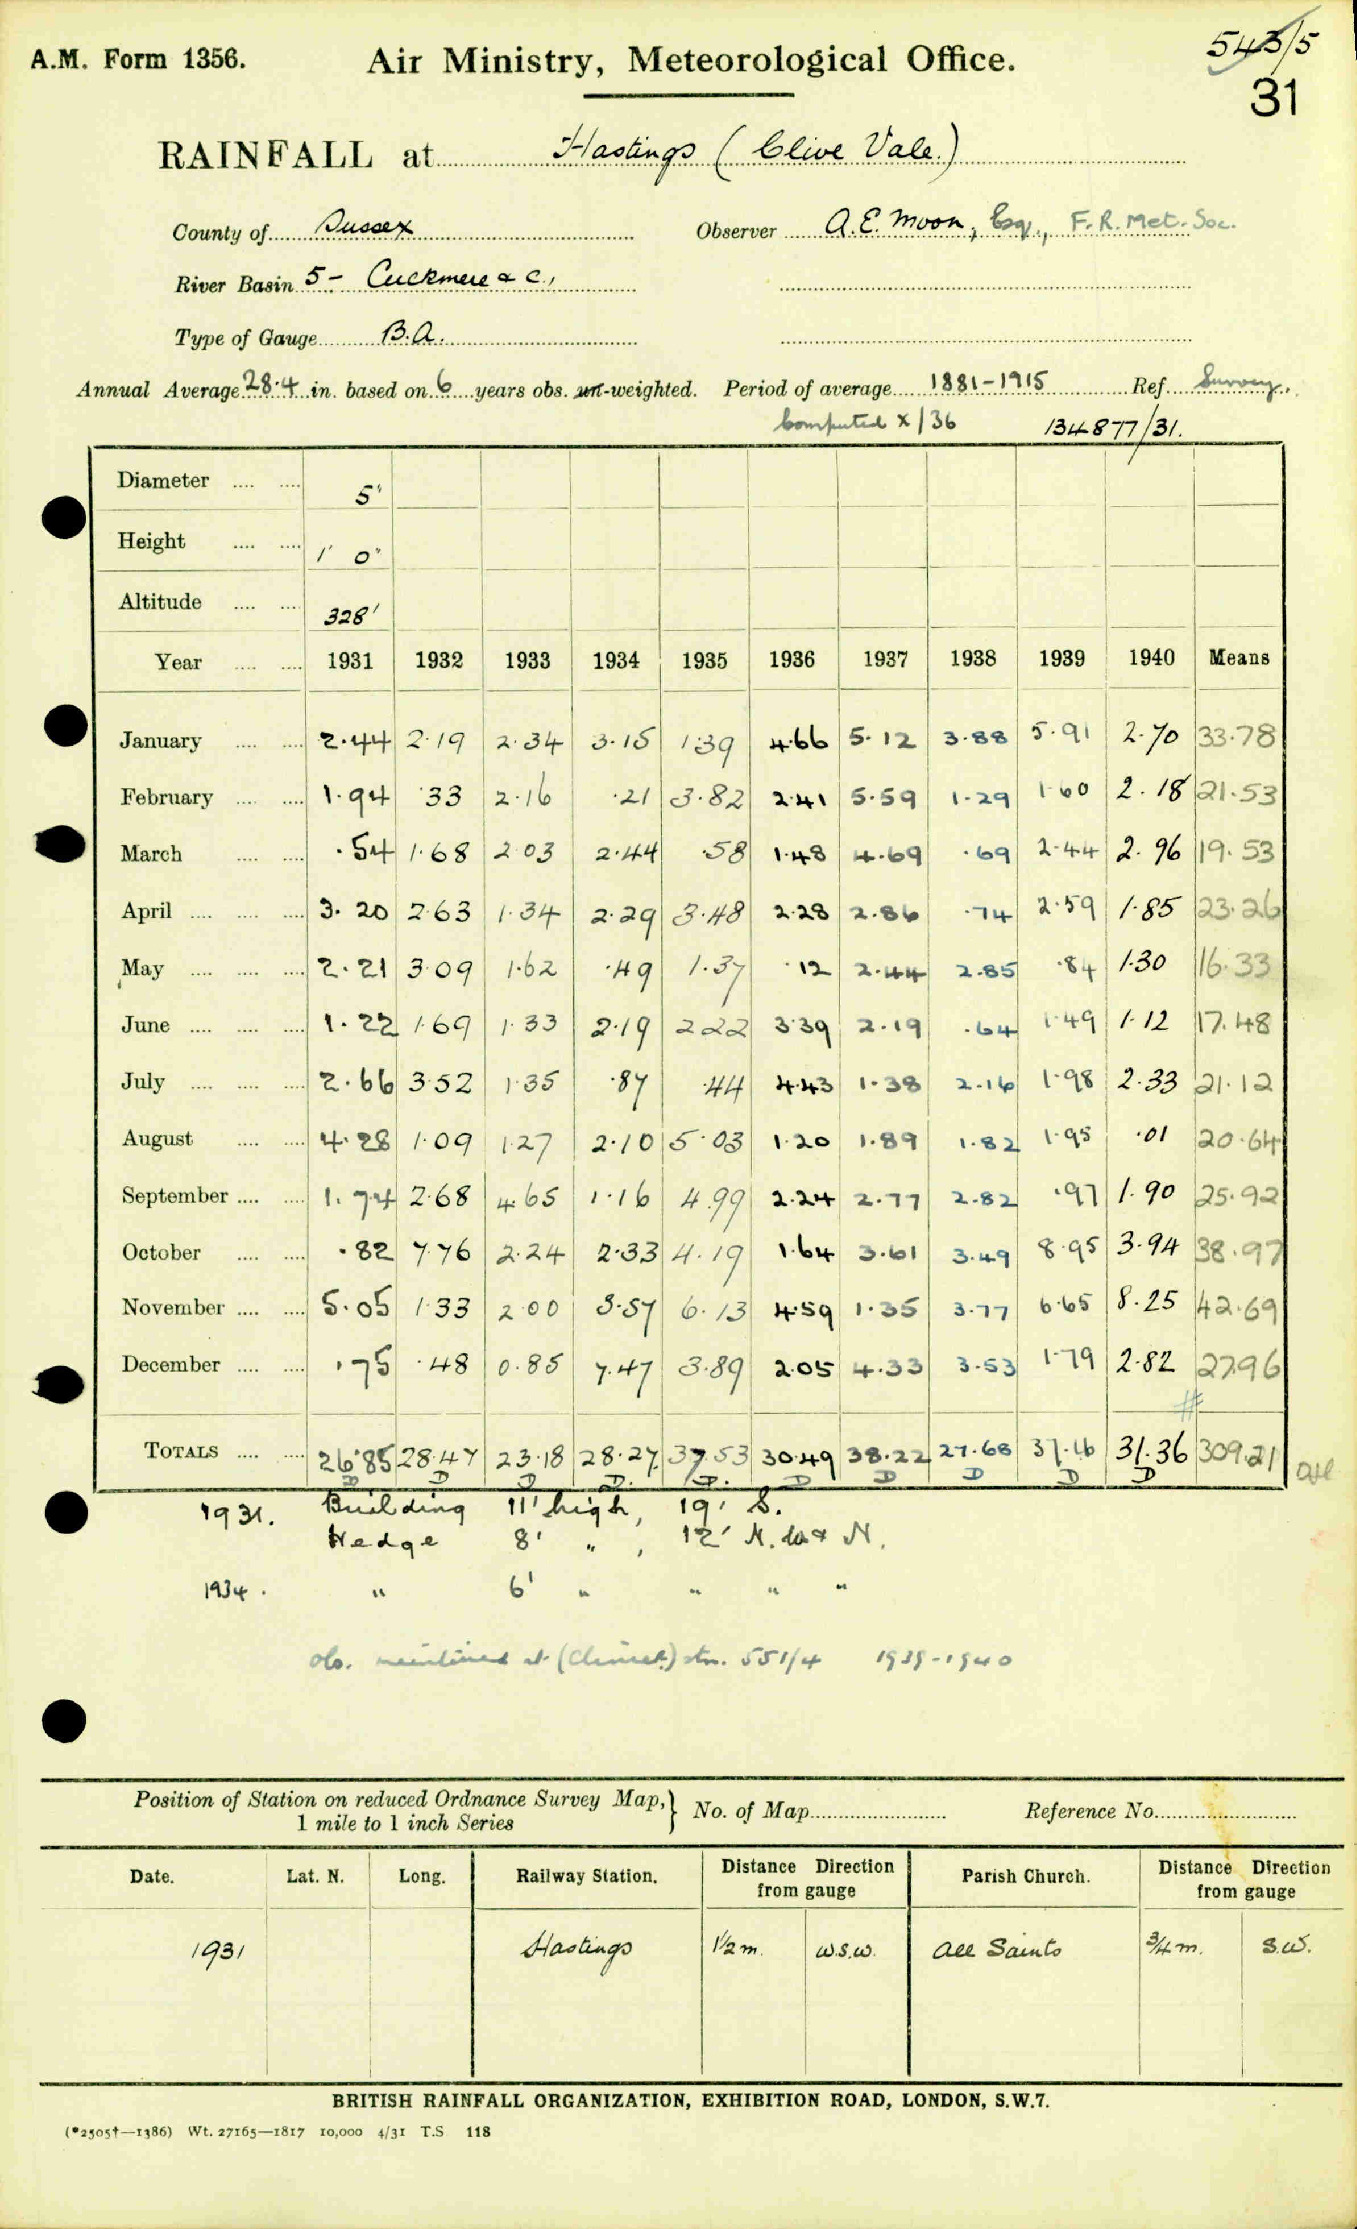 A.M. Form 1356.
Air Ministry, Meteorological Office.
543/5
31
RAINFALL at Hastings (Clive Vale.)
County of Sussex
Observer A.E. Moon, Esq., F.R. Met. Soc.
River Basin 5- Cuckmere & c.,
Type of Gauge B.A.
Annual Average 28.4 in. based on 6 years obs. un-weighted. Period of average 1881-1915 Ref. Survey.
Computed x/36 134877/31.
Diameter .... .... 5"
Height .... .... 1' 0"
Altitude .... .... 328'
Year .... .... 1931 1932 1933 1934 1935 1936 1937 1938 1939 1940 Means
January .... .... 2.44 2.19 2.34 3.15 1.39 4.66 5.12 3.88 5.91 2.70 33.78
February .... .... 1.94 .33 2.16 .21 3.82 2.41 5.59 1.29 1.60 2.18 21.53
March .... .... .54 1.68 2.03 2.44 .58 1.48 4.69 .69 2.44 2.96 19.53
April .... .... .... 3.20 2.63 1.34 2.29 3.48 2.28 2.86 .74 2.59 1.85 23.26
May .... .... .... 2.21 3.09 1.62 .49 1.37 .12 2.44 2.85 .84 1.30 16.33
June .... .... .... 1.22 1.69 1.33 2.19 2.22 3.39 2.19 .64 1.49 1.12 17.48
July .... .... .... 2.66 3.52 1.35 .87 .44 4.43 1.38 2.16 1.98 2.33 21.12
August .... .... 4.28 1.09 1.27 2.10 5.03 1.20 1.89 1.82 1.95 .01 20.64
September .... .... 1.74 2.68 4.65 1.16 4.99 2.24 2.77 2.82 .97 1.90 25.92
October .... .... .82 7.76 2.24 2.33 4.19 1.64 3.61 3.49 8.95 3.94 38.97
November .... .... 5.05 1.33 2.00 3.57 6.13 4.59 1.35 3.77 6.65 8.25 42.69
December .... .... .75 .48 0.85 7.47 3.89 2.05 4.33 3.53 1.79 2.82 27.96
TOTALS .... .... 26.85 28.47 23.18 28.27. 37.53 30.49 38.22 27.68 37.16 31.36 309.21
D D D D. D. D D D D D
1931. Building 11' high, 19' S.
Hedge 8' " , 12' N.W & N.
1934. " 6' " " " "
(Climat.) stn. 551/4 1939-1940
Position of Station on reduced Ordnance Survey Map, } No. of Map Reference No.
1 mile to 1 inch Series
Date. Lat. N. Long. Railway Station. Distance Direction from gauge Parish Church. Distance Direction from gauge
1931 Hastings 1½ m. W.S.W. All Saints ¾ m. S.W.
BRITISH RAINFALL ORGANIZATION, EXHIBITION ROAD, LONDON, S.W.7.
(*2505†—1386) Wt. 27165—1817 10,000 4/31 T.S 118